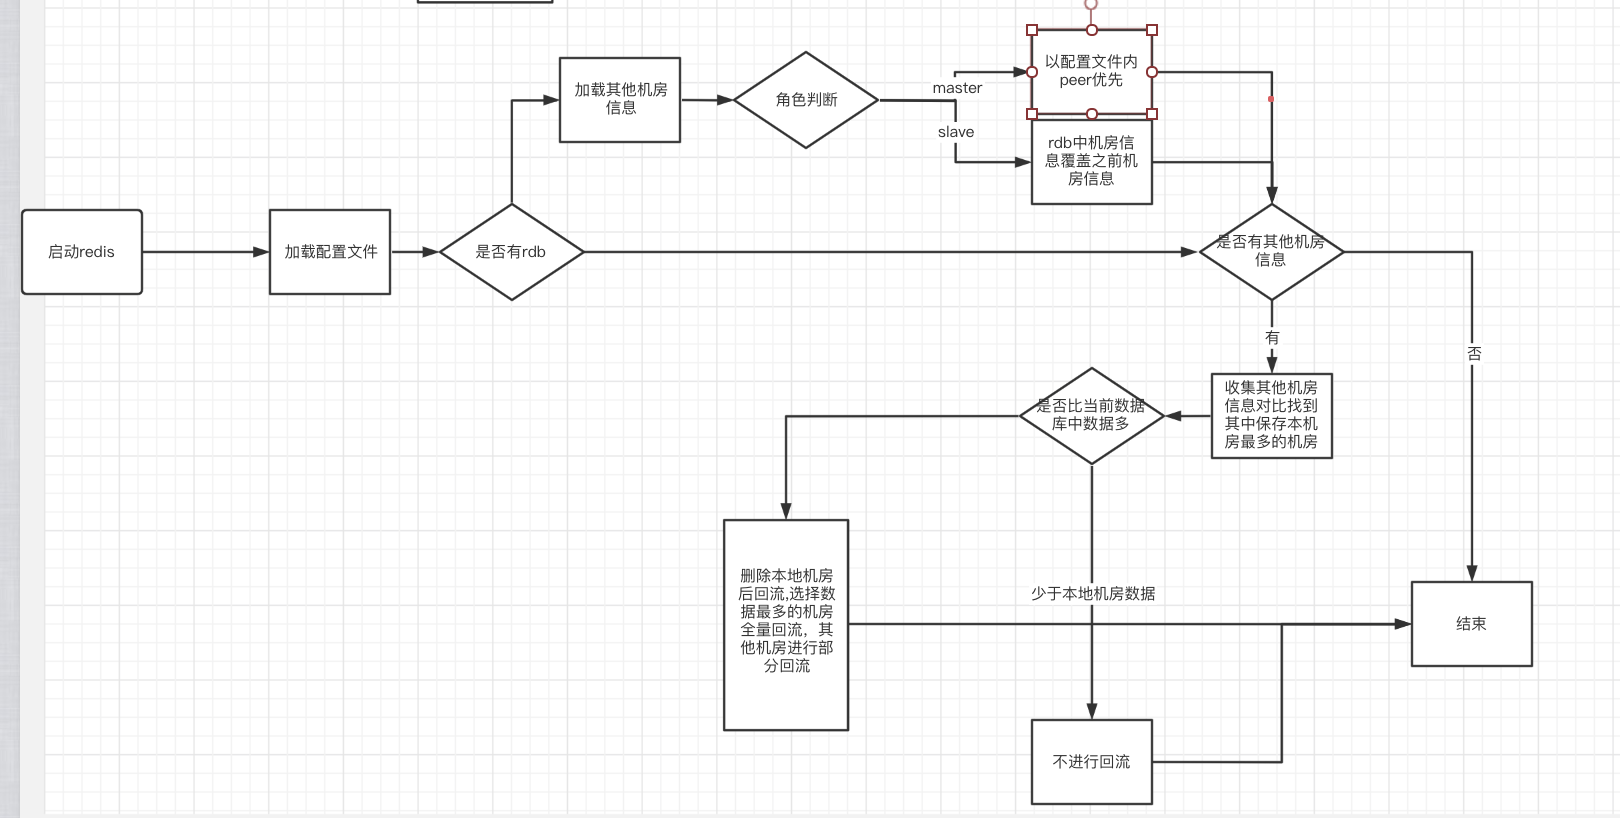 启动redis
加载配置文件
是否有rdb
加载其他机房
信息
角色判断
master
slave
以配置文件内
peer优先
rdb中机房信
息覆盖之前机
房信息
是否有其他机房
信息
有
否
收集其他机房
信息对比找到
其中保存本机
房最多的机房
是否比当前数据
库中数据多
删除本地机房
后回流,选择数
据最多的机房
全量回流，其
他机房进行部
分回流
少于本地机房数据
不进行回流
结束